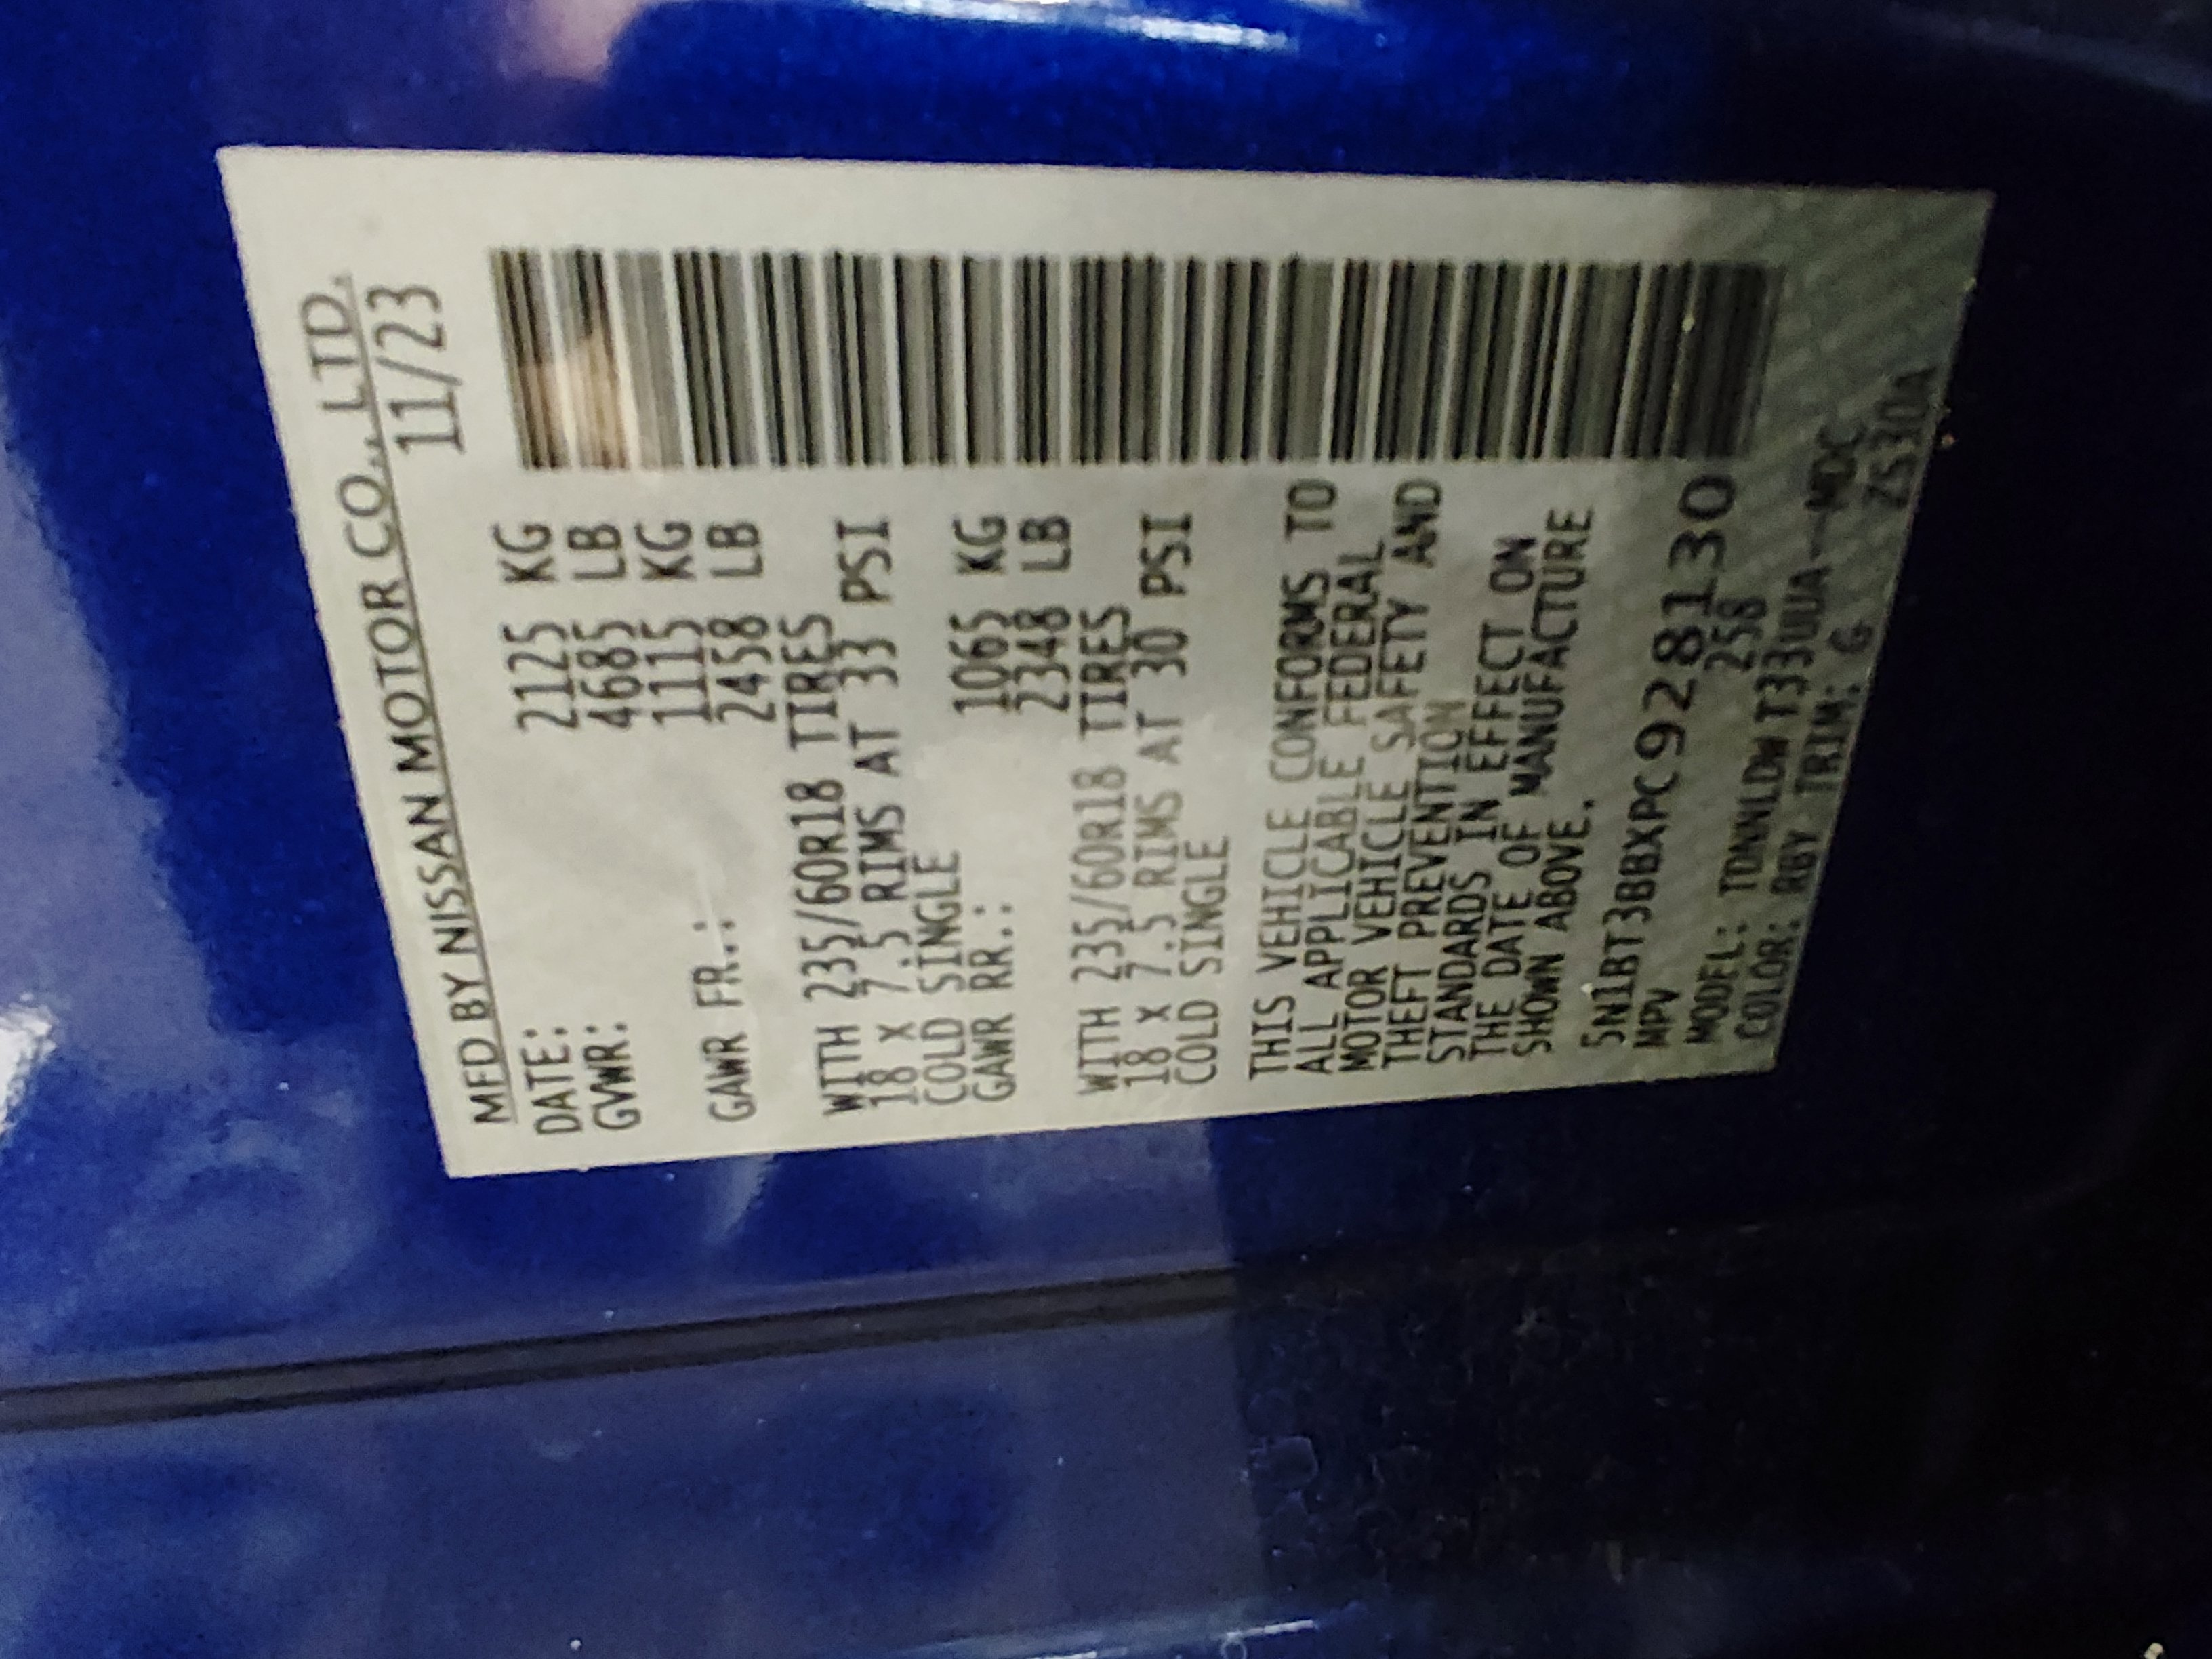 MFD BY NISSAN MOTOR CO., LTD.
DATE: 11/23
GVWR: 2125 KG
4685 LB
GAWR FR.: 1115 KG
2458 LB
WITH 235/60R18 TIRES
18 X 7.5 RIMS AT 33 PSI
COLD SINGLE
GAWR RR.: 1065 KG
2348 LB
WITH 235/60R18 TIRES
18 X 7.5 RIMS AT 30 PSI
COLD SINGLE
THIS VEHICLE CONFORMS TO
ALL APPLICABLE FEDERAL
MOTOR VEHICLE SAFETY AND
THEFT PREVENTION
STANDARDS IN EFFECT ON
THE DATE OF MANUFACTURE
SHOWN ABOVE.
5N1BT3BBXPC928130
MPV 258
MODEL: TDNNLDW T33UUA--MDC
COLOR: RBY TRIM: G
ZS30A